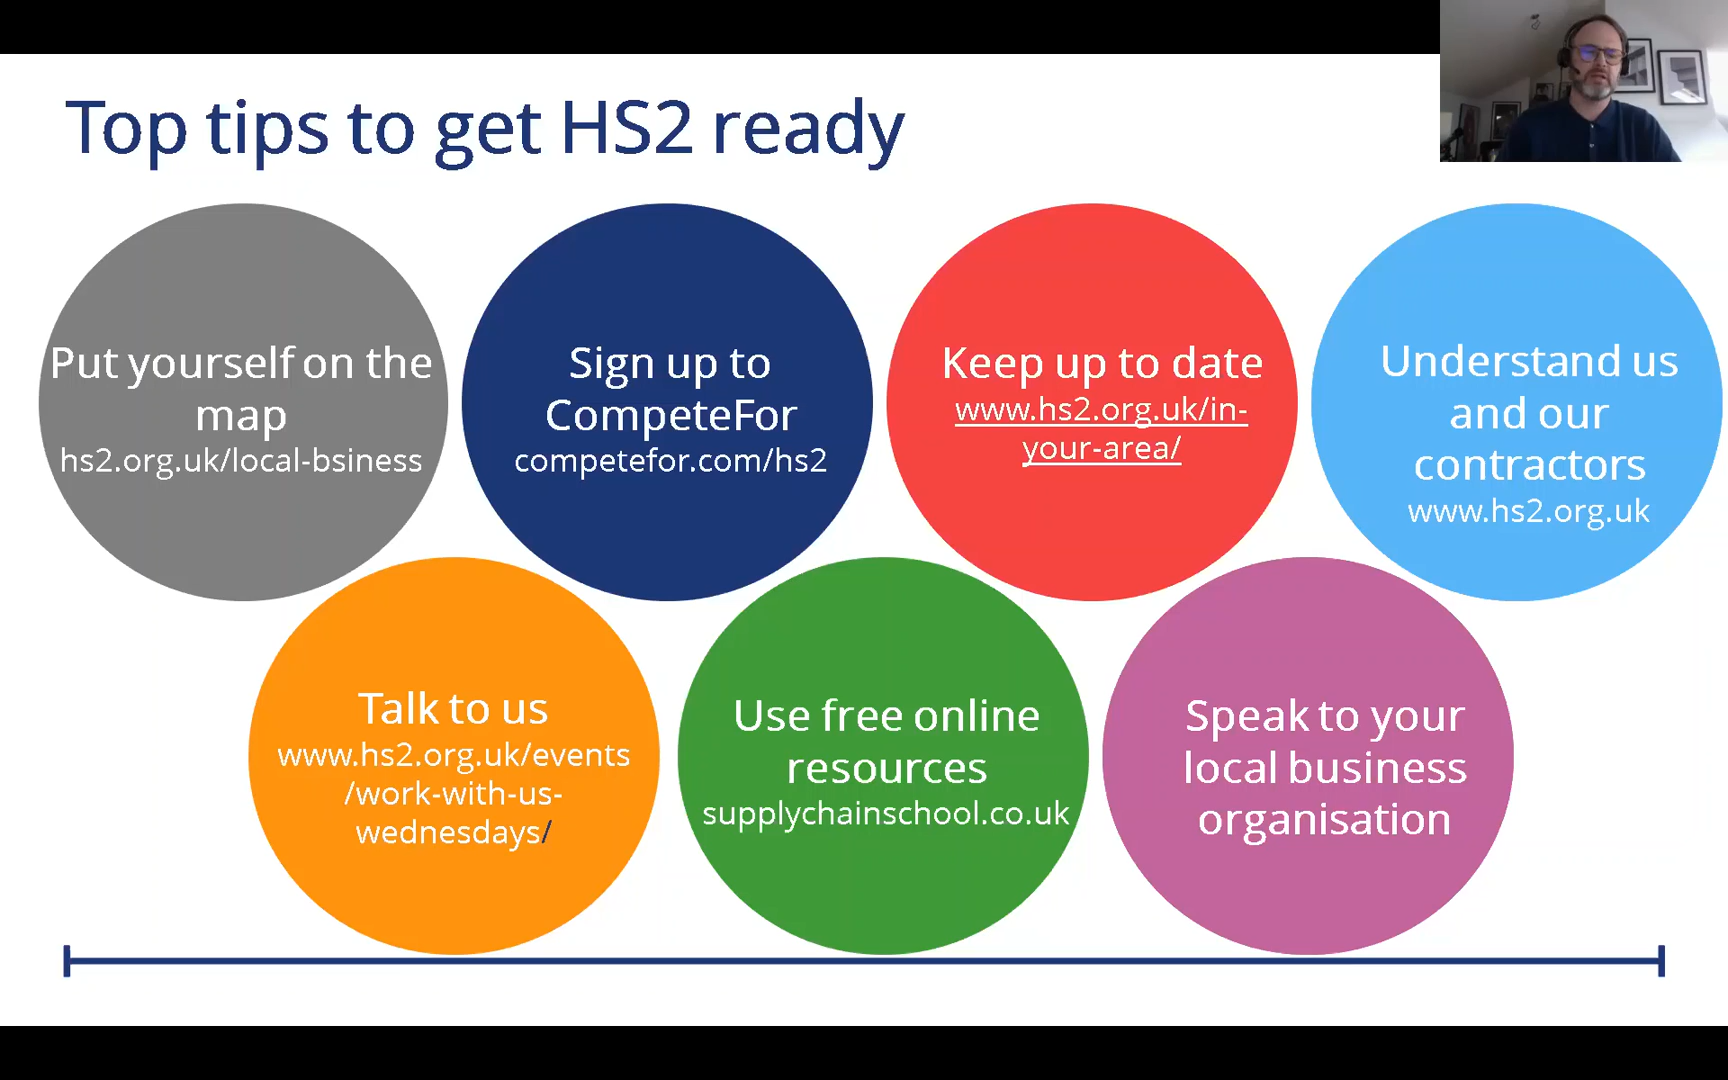 Top tips to get HS2 ready
Put yourself on the
map
hs2.org.uk/local-bsiness
Sign up to
CompeteFor
competefor.com/hs2
Keep up to date
www.hs2.org.uk/in-
your-area/
Understand us
and our
contractors
www.hs2.org.uk
Talk to us
www.hs2.org.uk/events
/work-with-us-
wednesdays/
Use free online
resources
supplychainschool.co.uk
Speak to your
local business
organisation